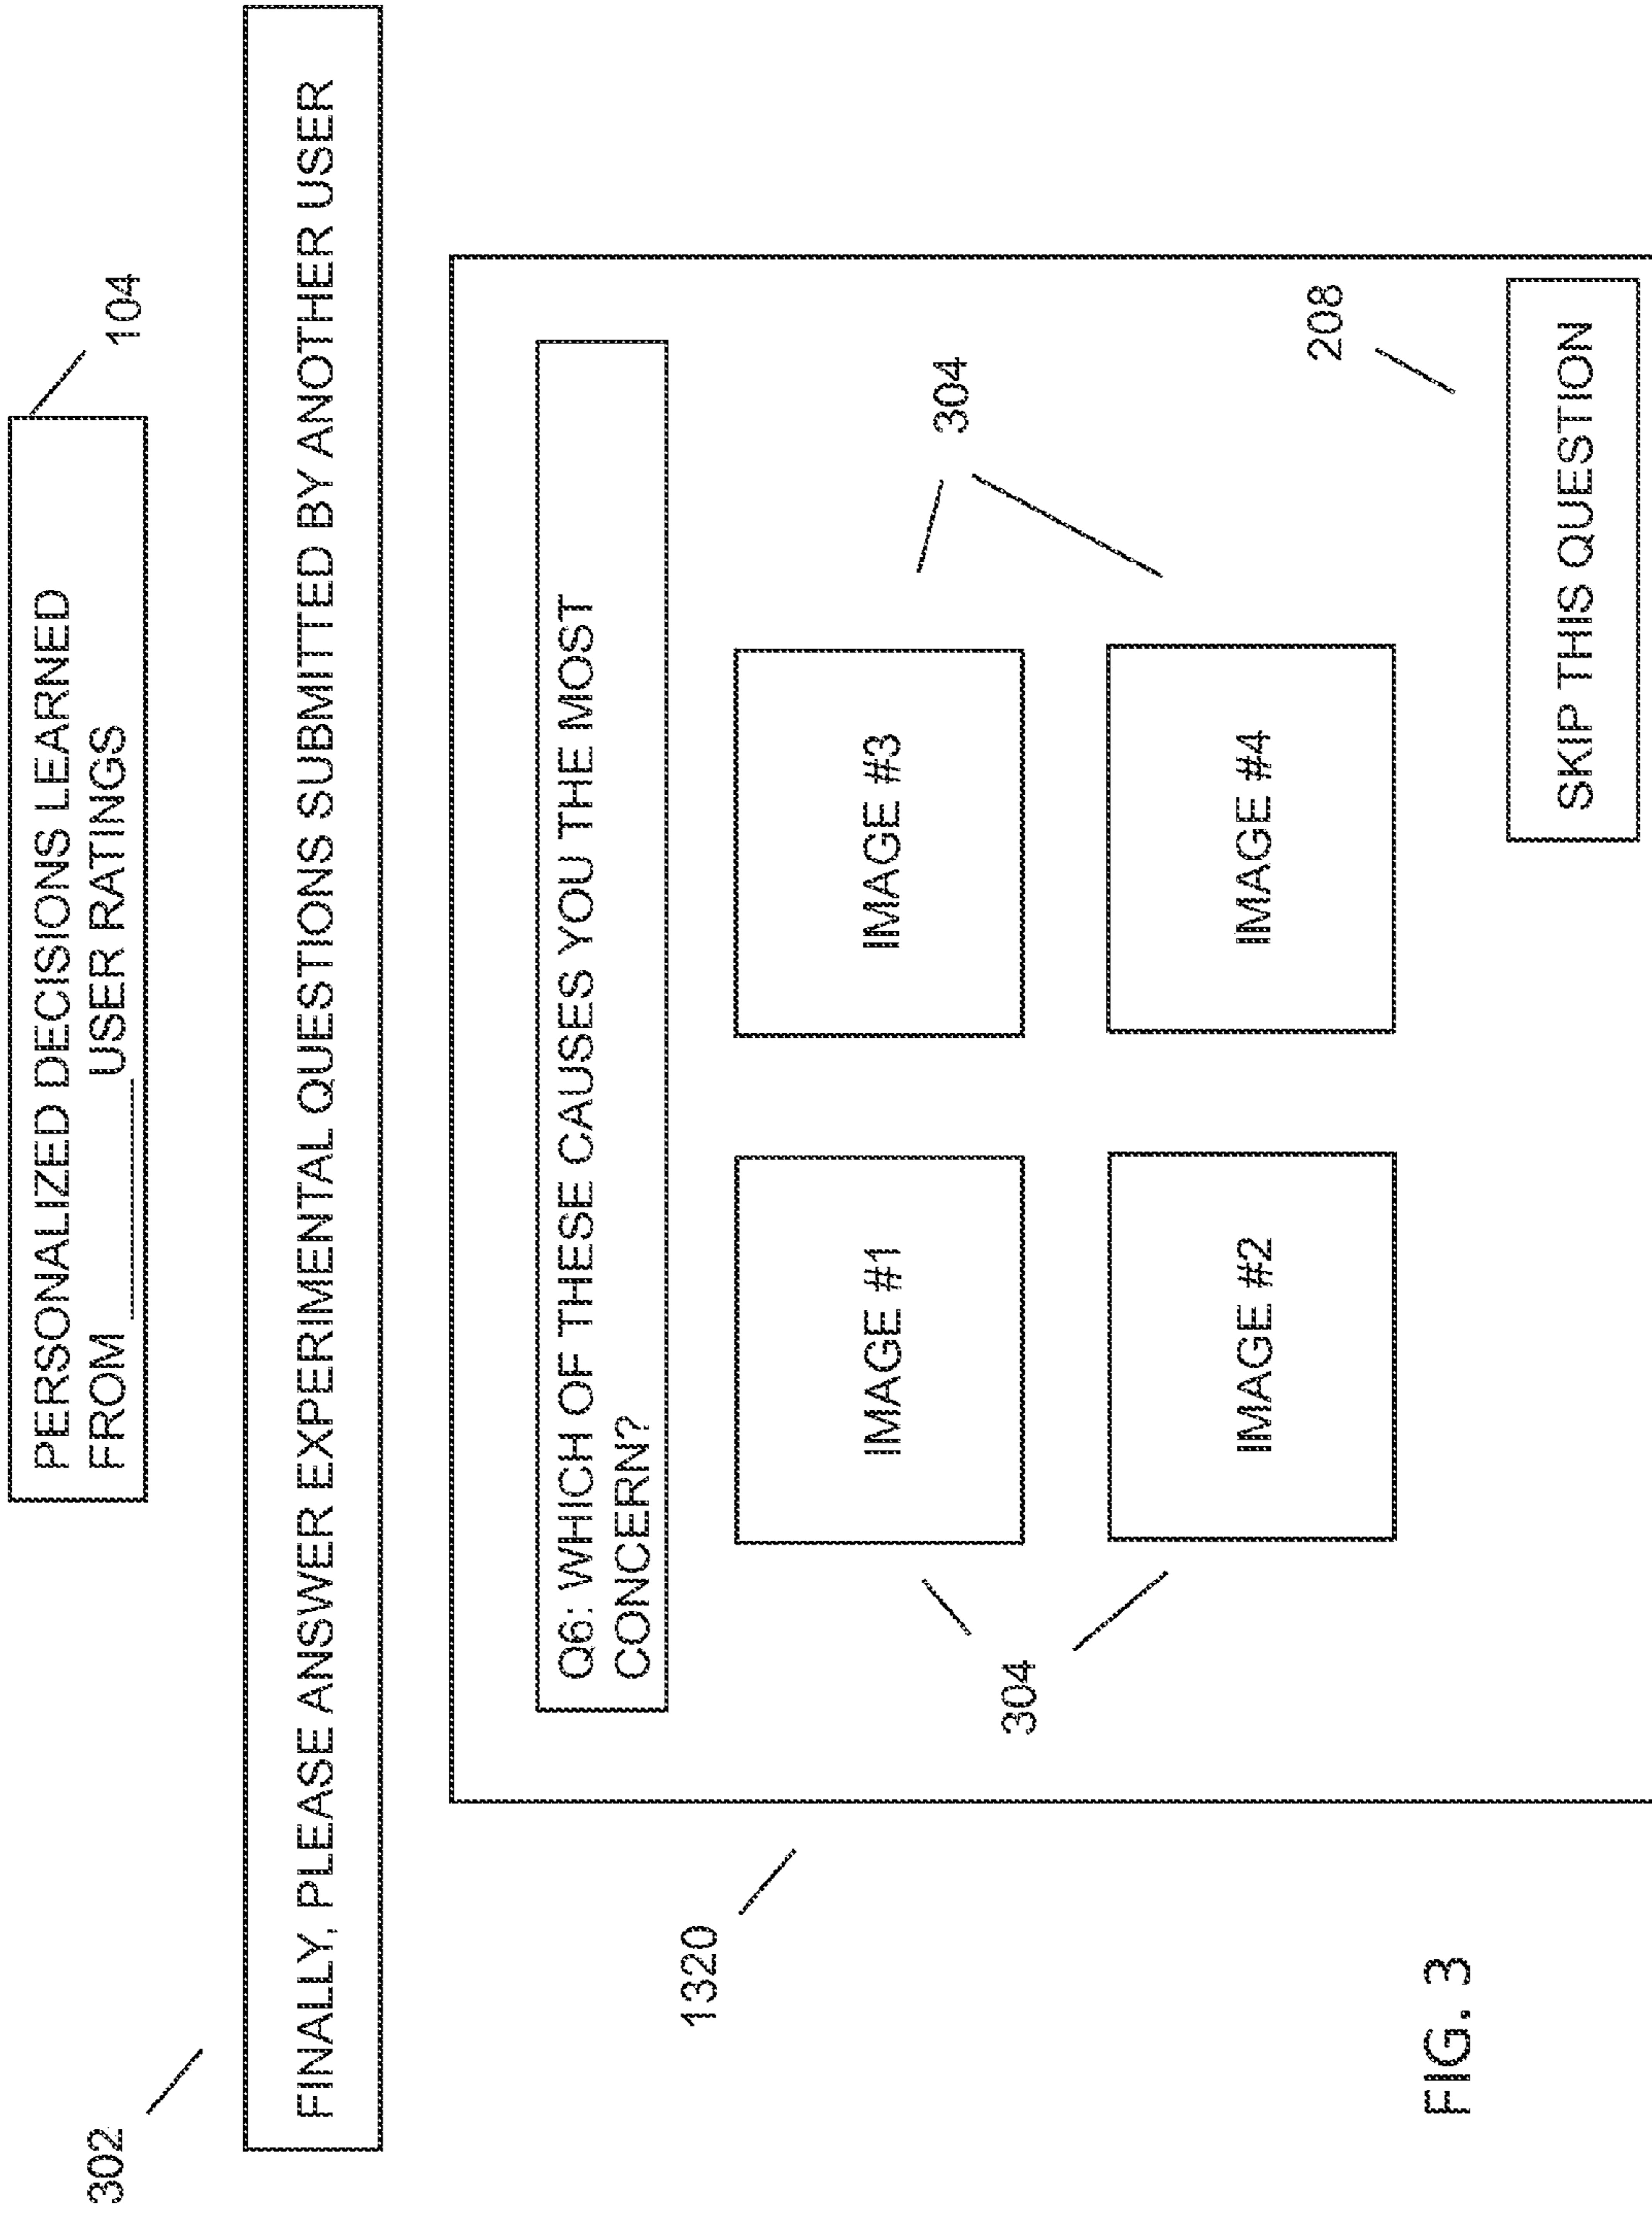 PERSONALIZED DECISIONS LEARNED
FROM ________ USER RATINGS
104
302
FINALLY, PLEASE ANSWER EXPERIMENTAL QUESTIONS SUBMITTED BY ANOTHER USER
1320
Q6: WHICH OF THESE CAUSES YOU THE MOST
CONCERN?
IMAGE #1
IMAGE #3
304
304
IMAGE #2
IMAGE #4
208
SKIP THIS QUESTION
FIG. 3